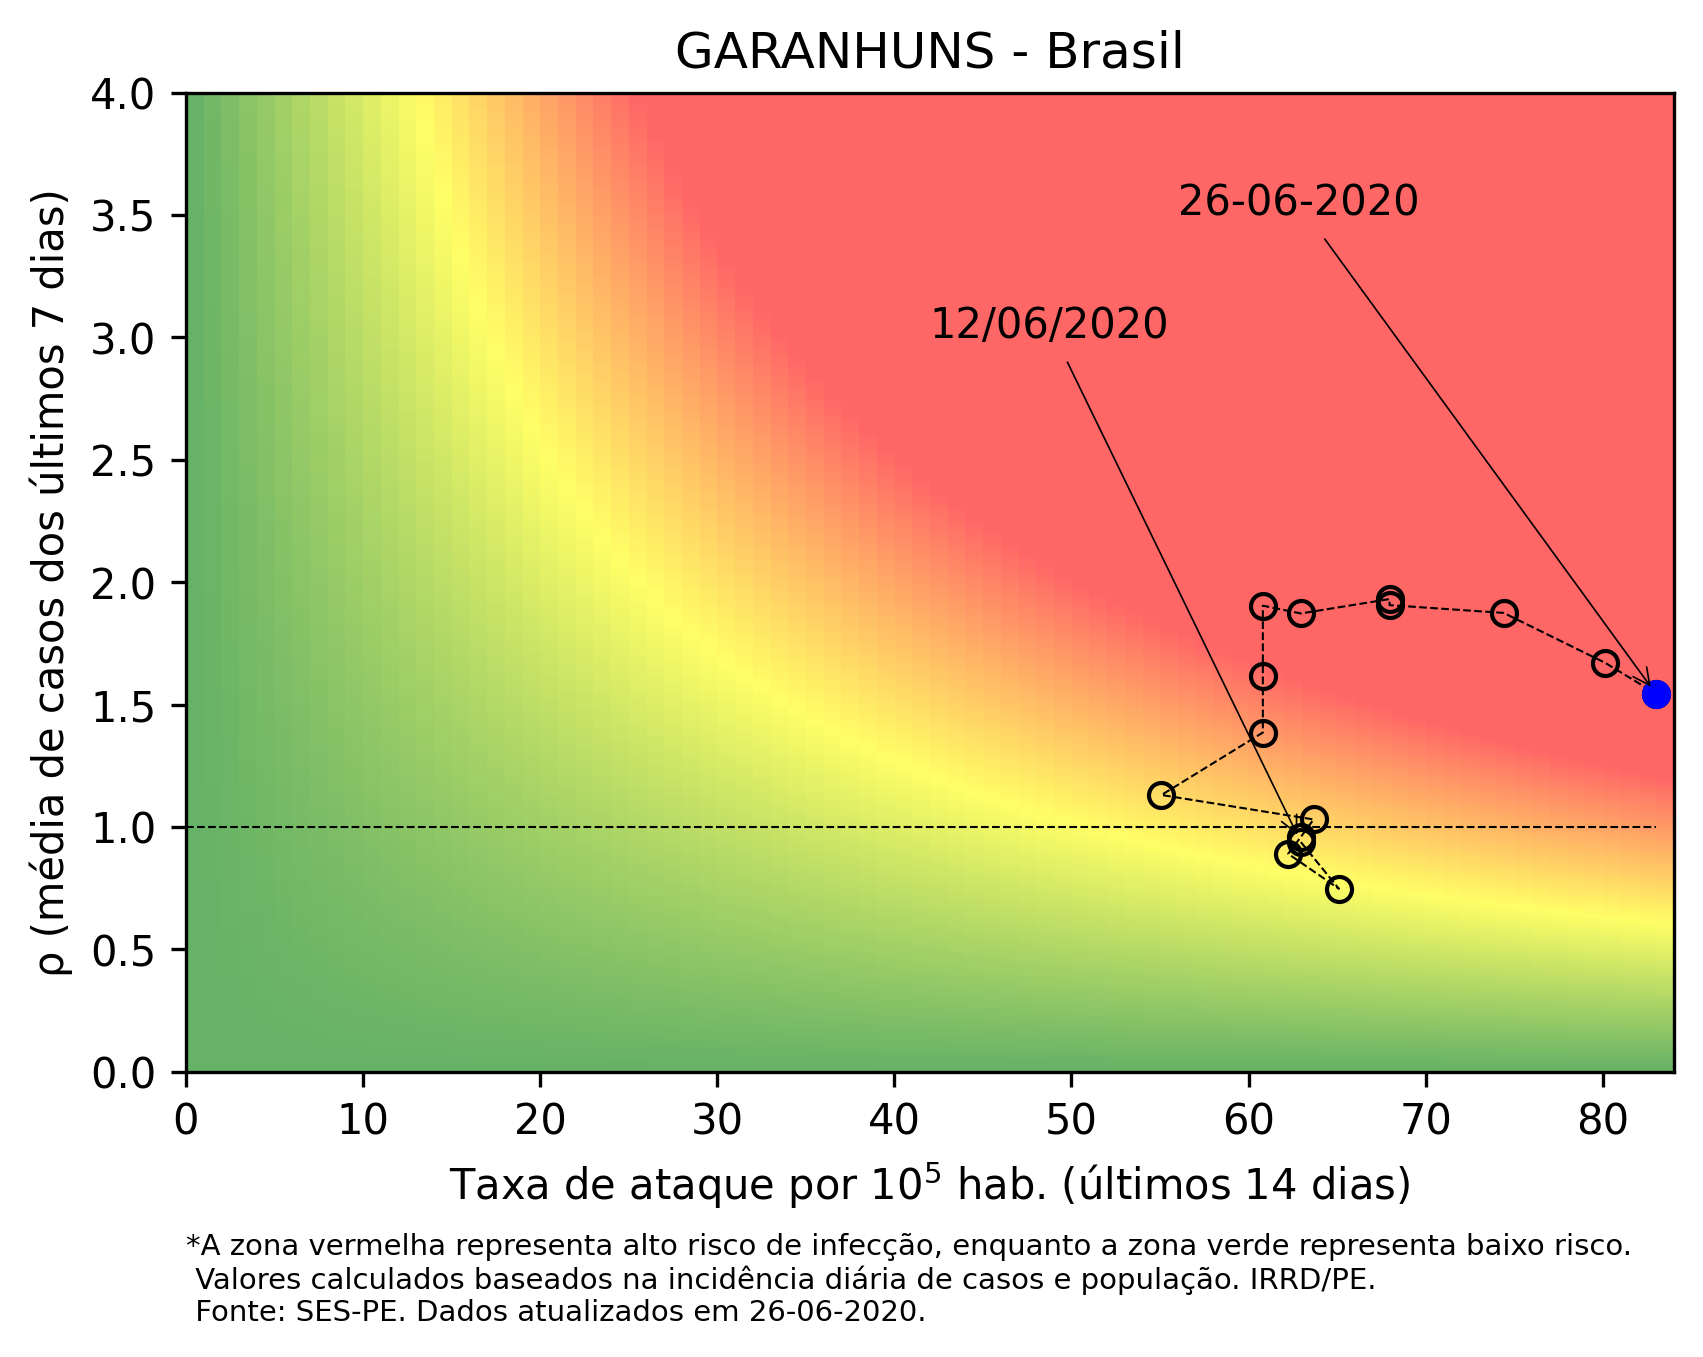 GARANHUNS - Brasil
4.0
3.5
3.0
2.5
2.0
1.5
1.0
0.5
0.0
ρ (média de casos dos últimos 7 dias)
26-06-2020
12/06/2020
0 10 20 30 40 50 60 70 80
Taxa de ataque por 10⁵ hab. (últimos 14 dias)
*A zona vermelha representa alto risco de infecção, enquanto a zona verde representa baixo risco.
Valores calculados baseados na incidência diária de casos e população. IRRD/PE.
Fonte: SES-PE. Dados atualizados em 26-06-2020.